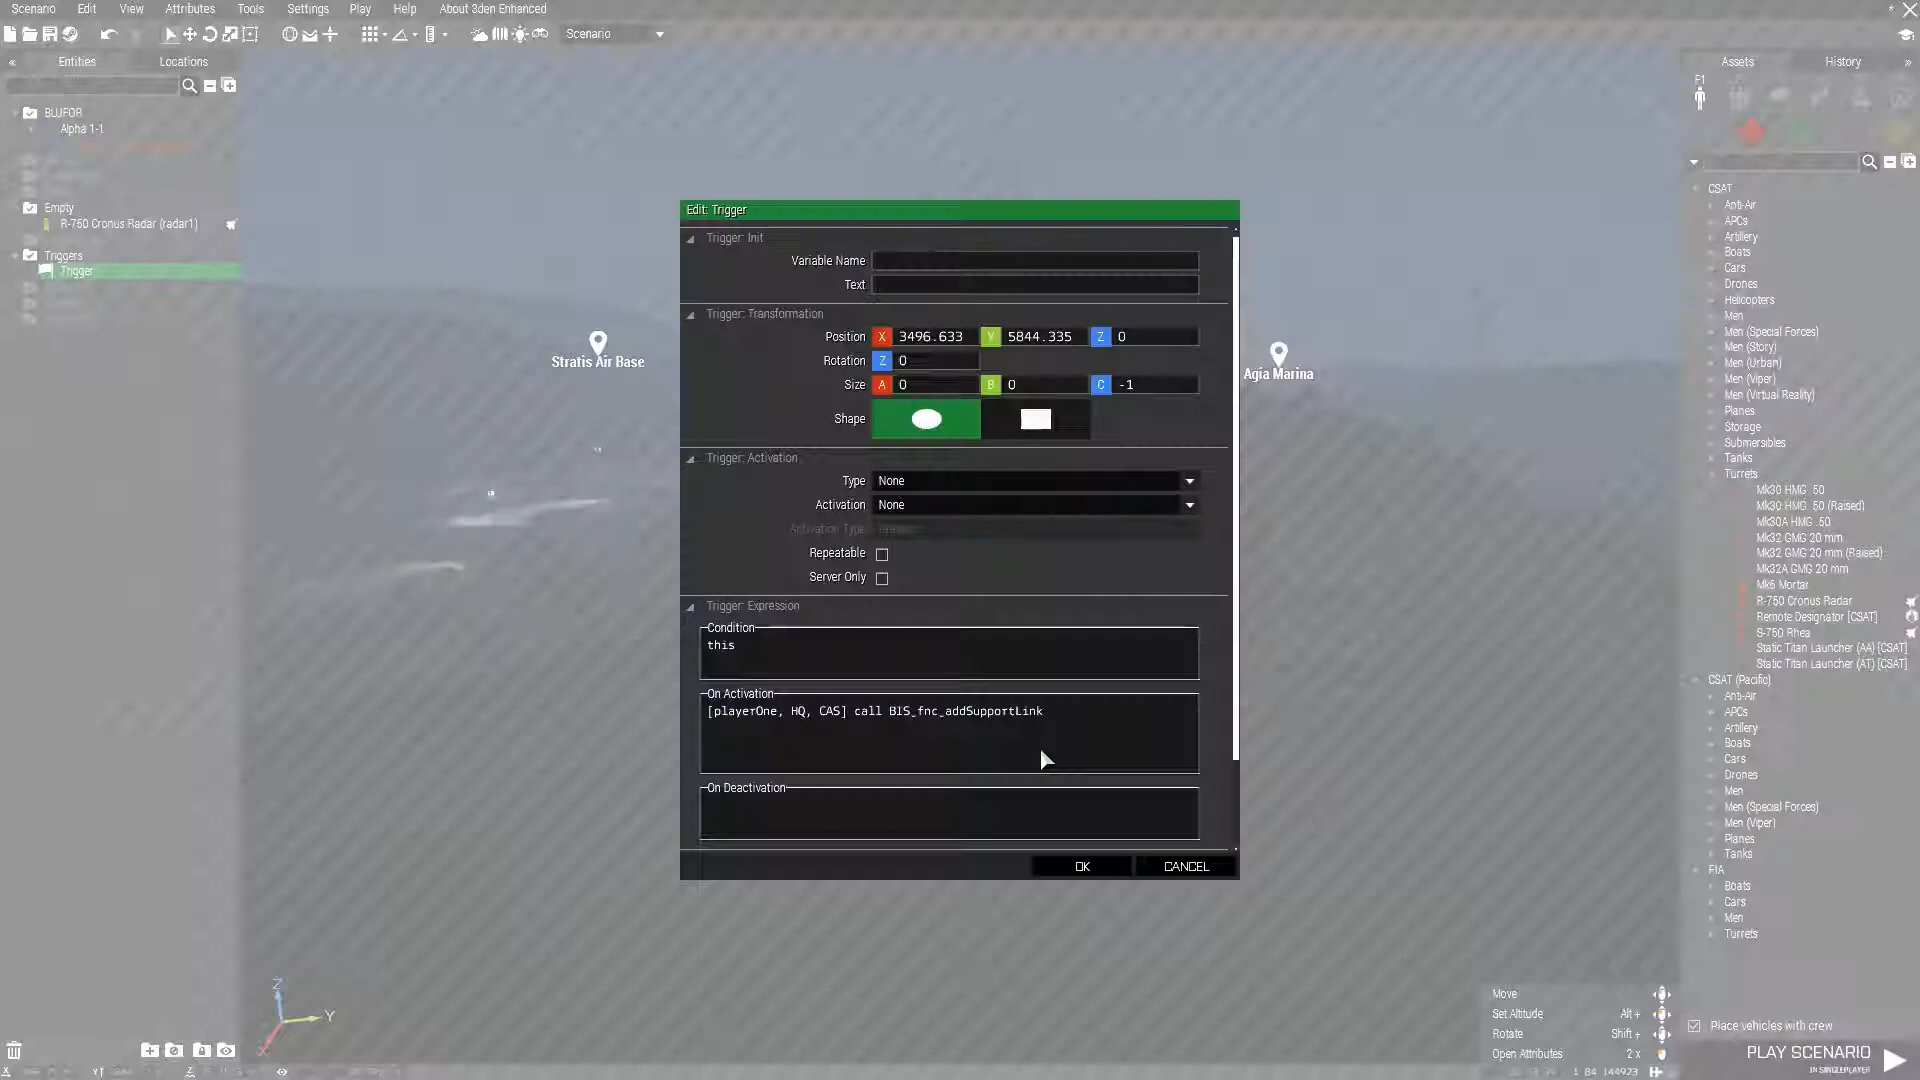 Scenario Edit View Attributes Tools Settings Play Help About 3den Enhanced
Scenario
Entities Locations
BLUFOR
Alpha 1-1
Empty
R-750 Cronus Radar (radar1)
Triggers
Trigger
Stratis Air Base
Agia Marina
Edit: Trigger
Trigger: Init
Variable Name
Text
Trigger: Transformation
Position X 3496.633 Y 5844.335 Z 0
Rotation Z 0
Size A 0 B 0 C -1
Shape
Trigger: Activation
Type None
Activation None
Activation Type
Repeatable
Server Only
Trigger: Expression
Condition
this
On Activation
[playerOne, HQ, CAS] call BIS_fnc_addSupportLink
On Deactivation
OK CANCEL
Assets History
F1
CSAT
Anti-Air
APCs
Artillery
Boats
Cars
Drones
Helicopters
Men
Men (Special Forces)
Men (Story)
Men (Urban)
Men (Viper)
Men (Virtual Reality)
Planes
Storage
Submersibles
Tanks
Turrets
Mk30 HMG .50
Mk30 HMG .50 (Raised)
Mk30A HMG .50
Mk32 GMG 20 mm
Mk32 GMG 20 mm (Raised)
Mk32A GMG 20 mm
Mk6 Mortar
R-750 Cronus Radar
Remote Designator [CSAT]
S-750 Rhea
Static Titan Launcher (AA) [CSAT]
Static Titan Launcher (AT) [CSAT]
CSAT (Pacific)
Anti-Air
APCs
Artillery
Boats
Cars
Drones
Men
Men (Special Forces)
Men (Viper)
Planes
Tanks
FIA
Boats
Cars
Men
Turrets
Z
Y
X
Move
Set Altitude Alt +
Rotate Shift +
Open Attributes 2 x
Place vehicles with crew
PLAY SCENARIO
IN SINGLEPLAYER